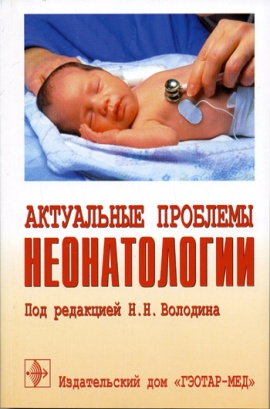 АКТУАЛЬНЫЕ ПРОБЛЕМЫ
НЕОНАТОЛОГИИ
Под редакцией Н.Н. Володина
Издательский дом «ГЭОТАР-МЕД»